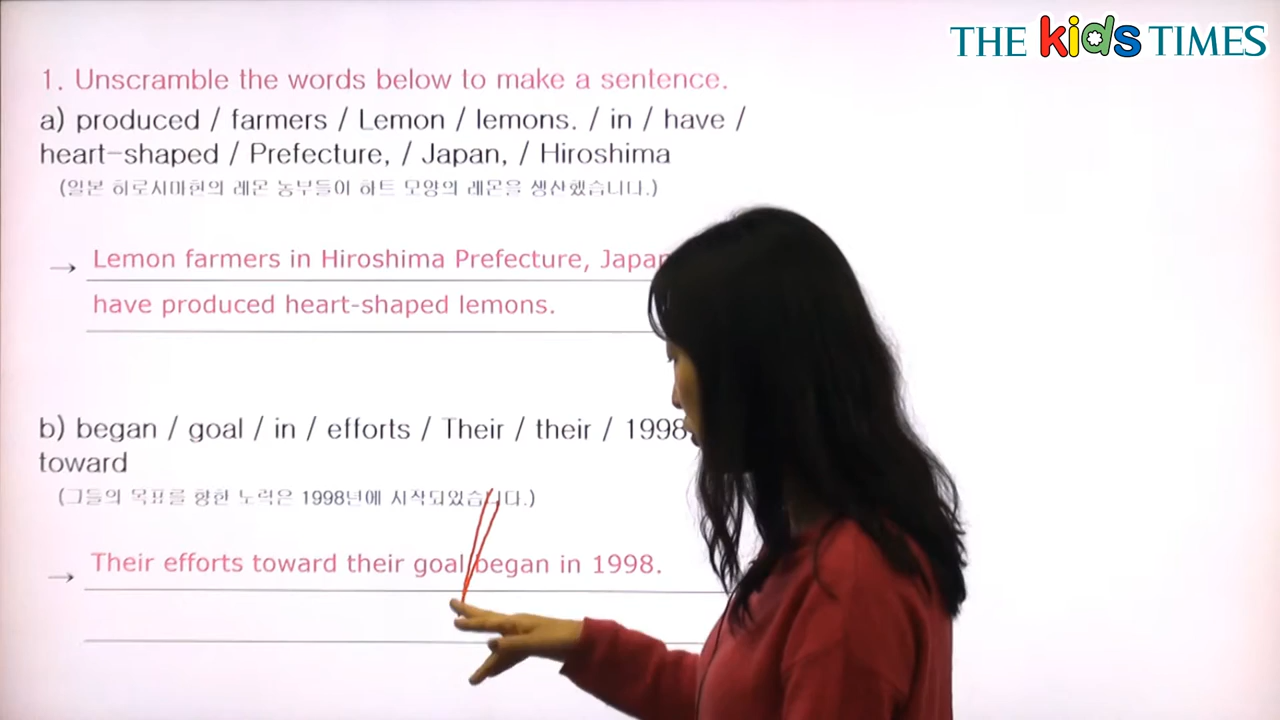 THE kids TIMES
1. Unscramble the words below to make a sentence.
a) produced / farmers / Lemon / lemons. / in / have /
heart-shaped / Prefecture, / Japan, / Hiroshima
(일본 히로시마현의 레몬 농부들이 하트 모양의 레몬을 생산했습니다.)
→ Lemon farmers in Hiroshima Prefecture,
have produced heart-shaped lemons.
b) began / goal / in / efforts / Their / their / 1998
toward
(그들의 목표를 향한 노력은 1998년에 시작되었습니다.)
→ Their efforts toward their goal began in 1998.